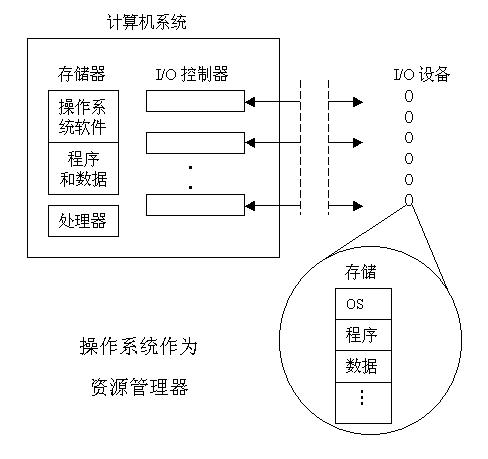 计算机系统
存储器
I/O 控制器
I/O 设备
操作系
统软件
程序
和数据
处理器
存储
OS
程序
数据
操作系统作为
资源管理器